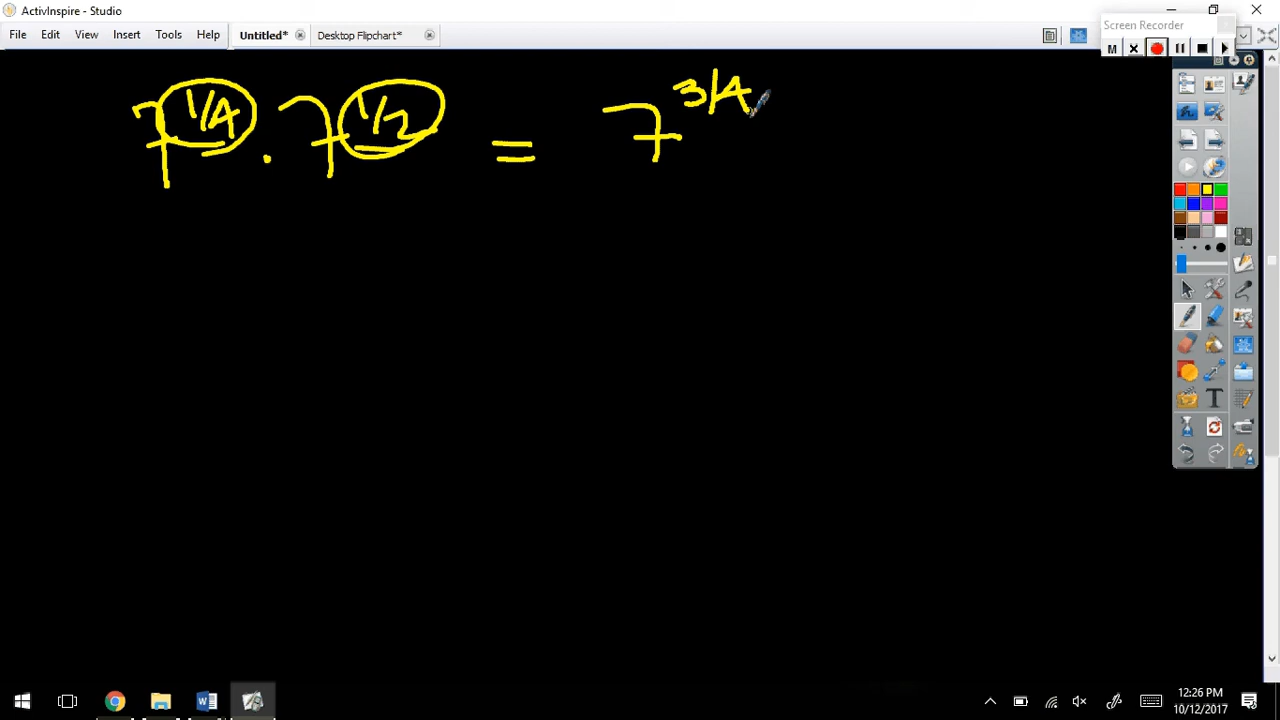 ActivInspire - Studio
Screen Recorder
File Edit View Insert Tools Help Untitled* Desktop Flipchart*
M
7^1/4 · 7^1/2 = 7^3/4
T
12:26 PM
10/12/2017